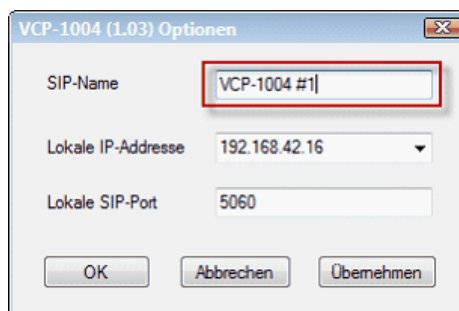 VCP-1004 (1.03) Optionen
SIP-Name VCP-1004 #1
Lokale IP-Addresse 192.168.42.16
Lokale SIP-Port 5060
OK Abbrechen Übernehmen